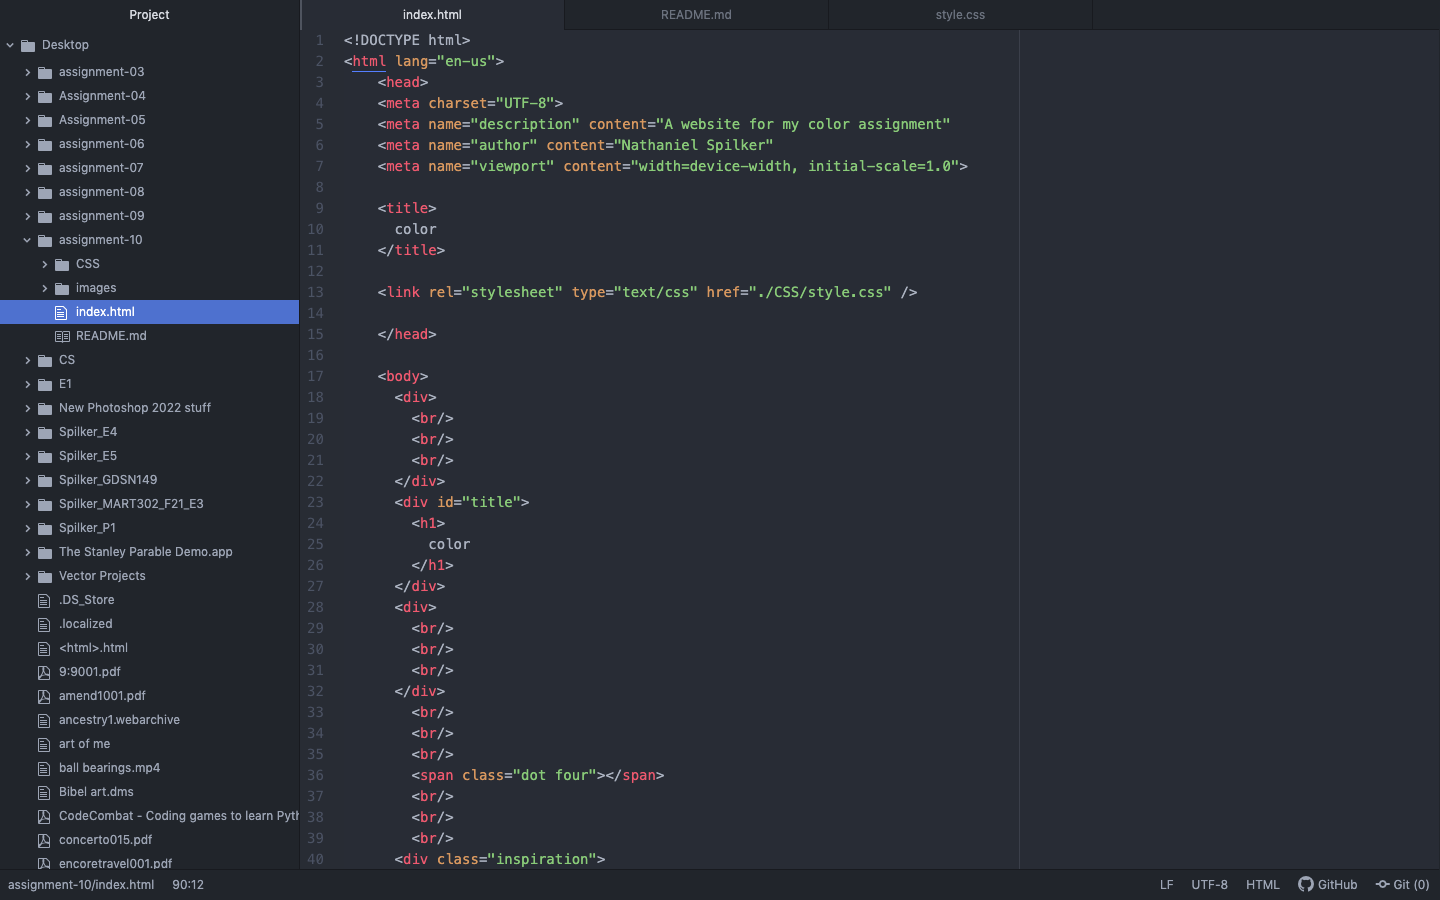 Project
index.html
README.md
style.css
Desktop
assignment-03
Assignment-04
Assignment-05
assignment-06
assignment-07
assignment-08
assignment-09
assignment-10
CSS
images
index.html
README.md
CS
E1
New Photoshop 2022 stuff
Spilker_E4
Spilker_E5
Spilker_GDSN149
Spilker_MART302_F21_E3
Spilker_P1
The Stanley Parable Demo.app
Vector Projects
.DS_Store
.localized
<html>.html
9:9001.pdf
amend1001.pdf
ancestry1.webarchive
art of me
ball bearings.mp4
Bibel art.dms
CodeCombat - Coding games to learn Pyth
concerto015.pdf
encoretravel001.pdf
1 <!DOCTYPE html>
2 <html lang="en-us">
3 <head>
4 <meta charset="UTF-8">
5 <meta name="description" content="A website for my color assignment"
6 <meta name="author" content="Nathaniel Spilker"
7 <meta name="viewport" content="width=device-width, initial-scale=1.0">
8
9 <title>
10 color
11 </title>
12
13 <link rel="stylesheet" type="text/css" href="./CSS/style.css" />
14
15 </head>
16
17 <body>
18 <div>
19 <br/>
20 <br/>
21 <br/>
22 </div>
23 <div id="title">
24 <h1>
25 color
26 </h1>
27 </div>
28 <div>
29 <br/>
30 <br/>
31 <br/>
32 </div>
33 <br/>
34 <br/>
35 <br/>
36 <span class="dot four"></span>
37 <br/>
38 <br/>
39 <br/>
40 <div class="inspiration">
assignment-10/index.html 90:12
LF UTF-8 HTML GitHub Git (0)